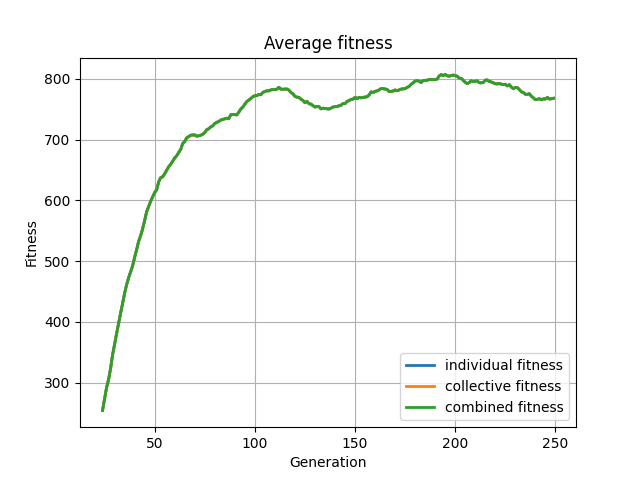 Average fitness
Fitness
800
700
600
500
400
300
individual fitness
collective fitness
combined fitness
50 100 150 200 250
Generation